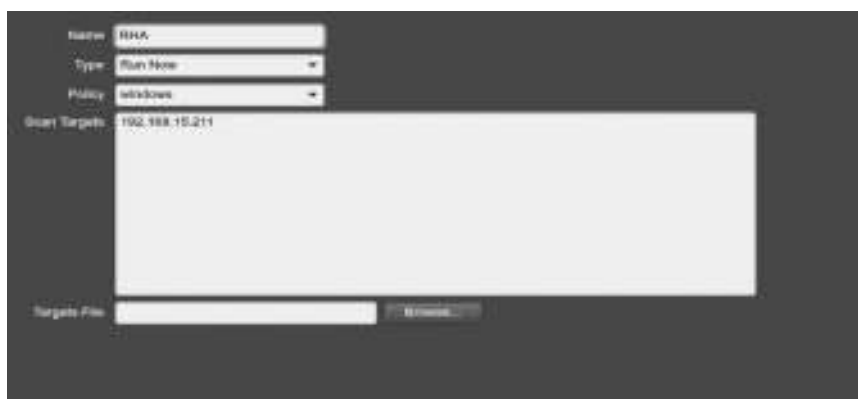 Name RHA
Type Run Now
Policy windows
Scan Targets 192.168.15.211
Targets File Browse...